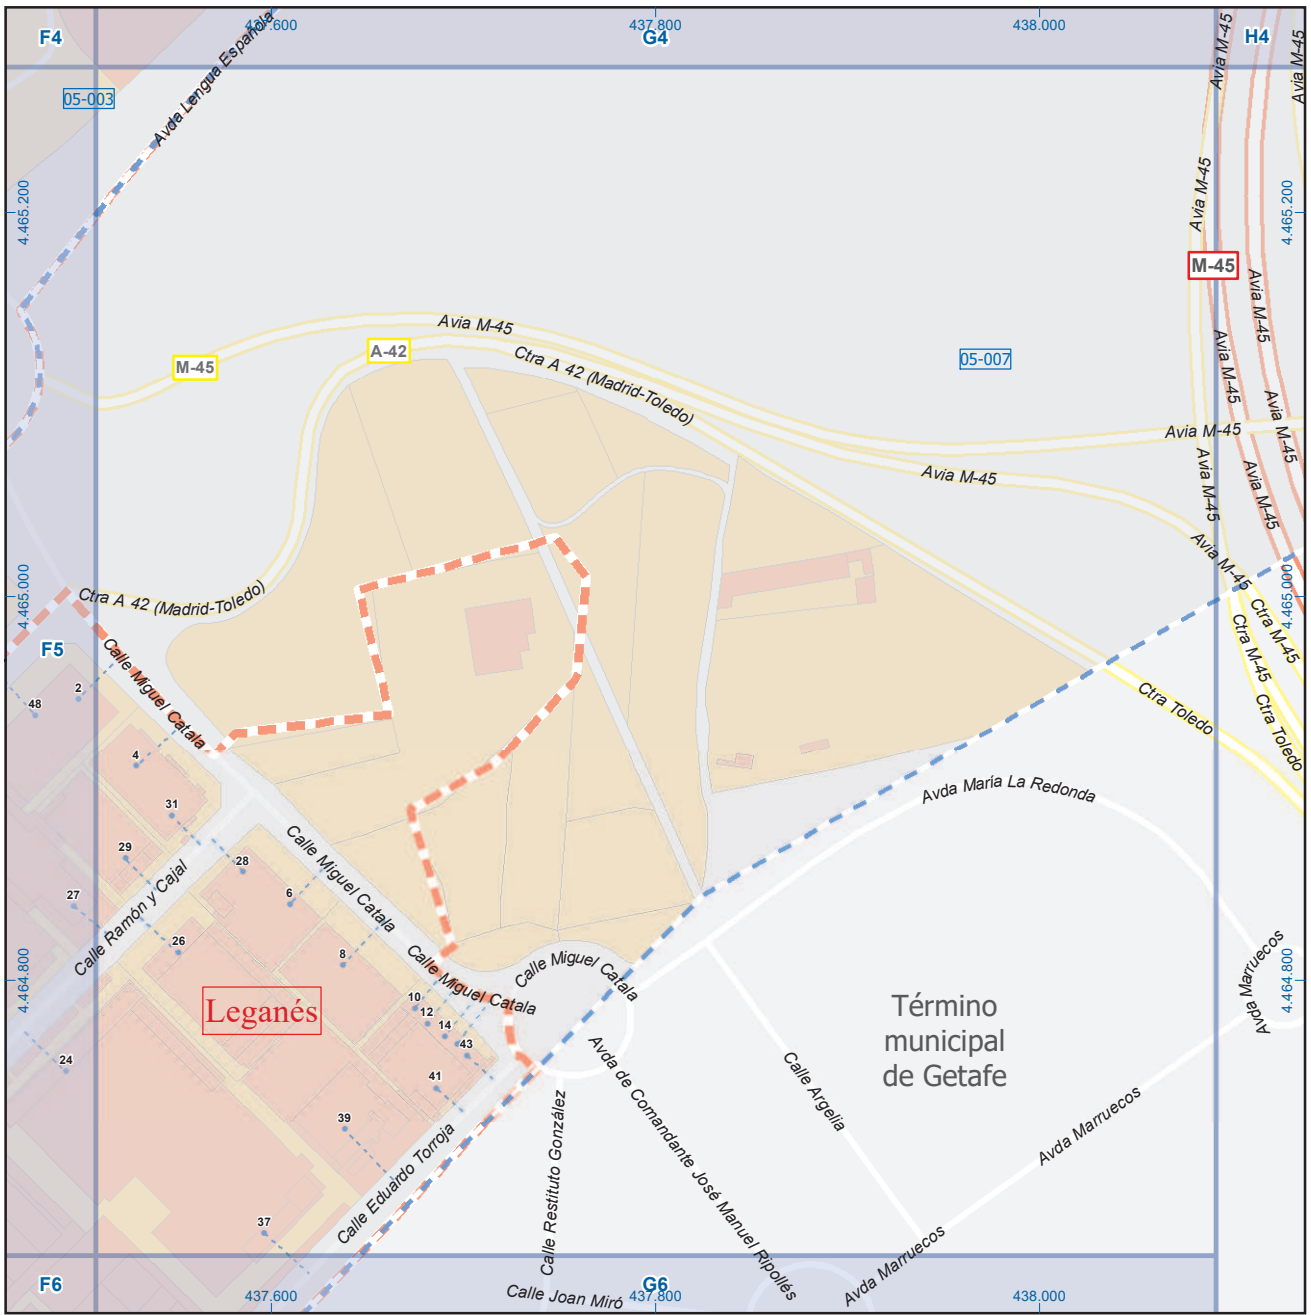 F4
437.600
437.800
G4
438.000
H4
Avia M-45
Avia M-45
05-003
Avda Lengua Española
4.465.200
4.465.200
Avia M-45
M-45
Avia M-45
Avia M-45
A-42
M-45
Ctra A 42 (Madrid-Toledo)
05-007
Avia M-45
Avia M-45
Avia M-45
Avia M-45
Avia M-45
Avia M-45
Avia M-45
4.465.000
4.465.000
Ctra A 42 (Madrid-Toledo)
Ctra M-45
Ctra M-45
Ctra Toledo
Ctra Toledo
F5
Calle Miguel Catala
48
2
4
31
29
28
27
6
26
8
Calle Ramón y Cajal
Calle Miguel Catala
Avda María La Redonda
Calle Miguel Catala
Calle Miguel Catala
4.464.800
4.464.800
Avda Marruecos
Avda
Leganés
10
12
14
43
24
41
39
37
Término
municipal
de Getafe
Calle Argelia
Avda Marruecos
Calle Eduardo Torroja
Calle Restituto González
Avda de Comandante José Manuel Ripollés
Avda Marruecos
Calle Joan Miró
F6
G6
437.600
437.800
438.000